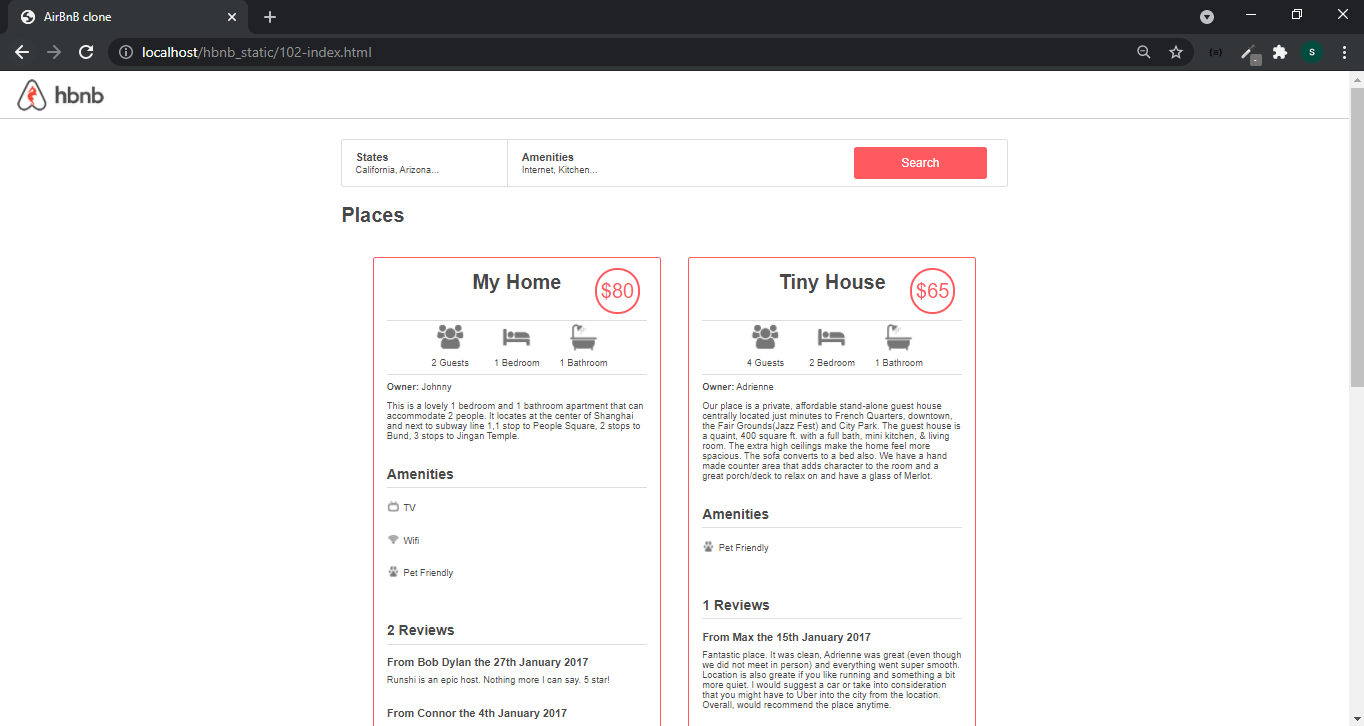 AirBnB clone
localhost/hbnb_static/102-index.html
S
hbnb
States
California, Arizona...
Amenities
Internet, Kitchen...
Search
Places
My Home
$80
2 Guests
1 Bedroom
1 Bathroom
Owner: Johnny
This is a lovely 1 bedroom and 1 bathroom apartment that can
accommodate 2 people. It locates at the center of Shanghai
and next to subway line 1,1 stop to People Square, 2 stops to
Bund, 3 stops to Jingan Temple.
Amenities
TV
Wifi
Pet Friendly
2 Reviews
From Bob Dylan the 27th January 2017
Runshi is an epic host. Nothing more I can say. 5 star!
From Connor the 4th January 2017
Tiny House
$65
4 Guests
2 Bedroom
1 Bathroom
Owner: Adrienne
Our place is a private, affordable stand-alone guest house
centrally located just minutes to French Quarters, downtown,
the Fair Grounds(Jazz Fest) and City Park. The guest house is
a quaint, 400 square ft. with a full bath, mini kitchen, & living
room. The extra high ceilings make the home feel more
spacious. The sofa converts to a bed also. We have a hand
made counter area that adds character to the room and a
great porch/deck to relax on and have a glass of Merlot.
Amenities
Pet Friendly
1 Reviews
From Max the 15th January 2017
Fantastic place. It was clean, Adrienne was great (even though
we did not meet in person) and everything went super smooth.
Location is also greate if you like running and something a bit
more quiet. I would suggest a car or take into consideration
that you might have to Uber into the city from the location.
Overall, would recommend the place anytime.